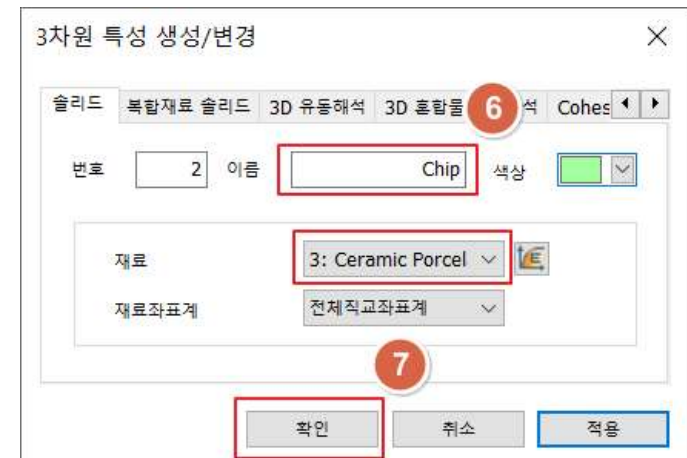 3차원 특성 생성/변경
솔리드 복합재료 솔리드 3D 유동해석 3D 혼합물 6 석 Cohes
번호 2 이름 Chip 색상
재료 3: Ceramic Porcel
재료좌표계 전체직교좌표계
7
확인 취소 적용